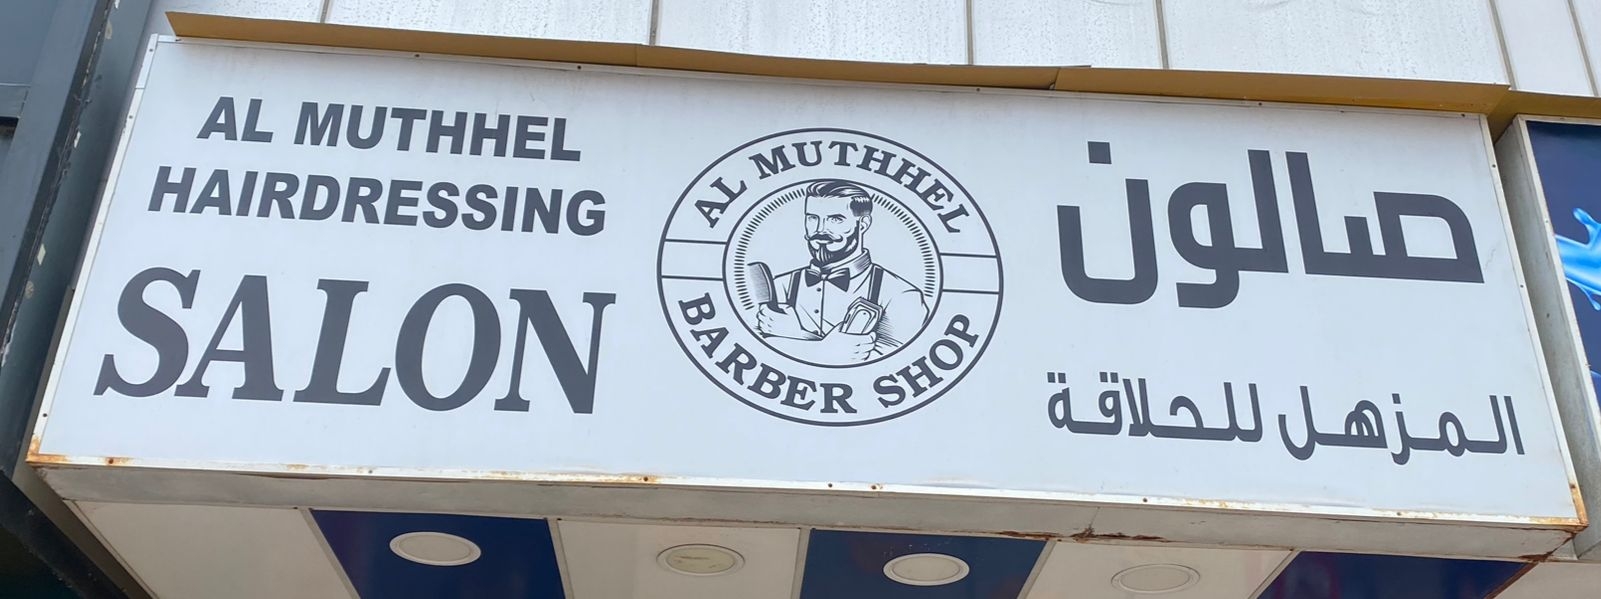 AL MUTHHEL
HAIRDRESSING
SALON
AL MUTHHEL
BARBER SHOP
صالون
المزهل للحلاقة